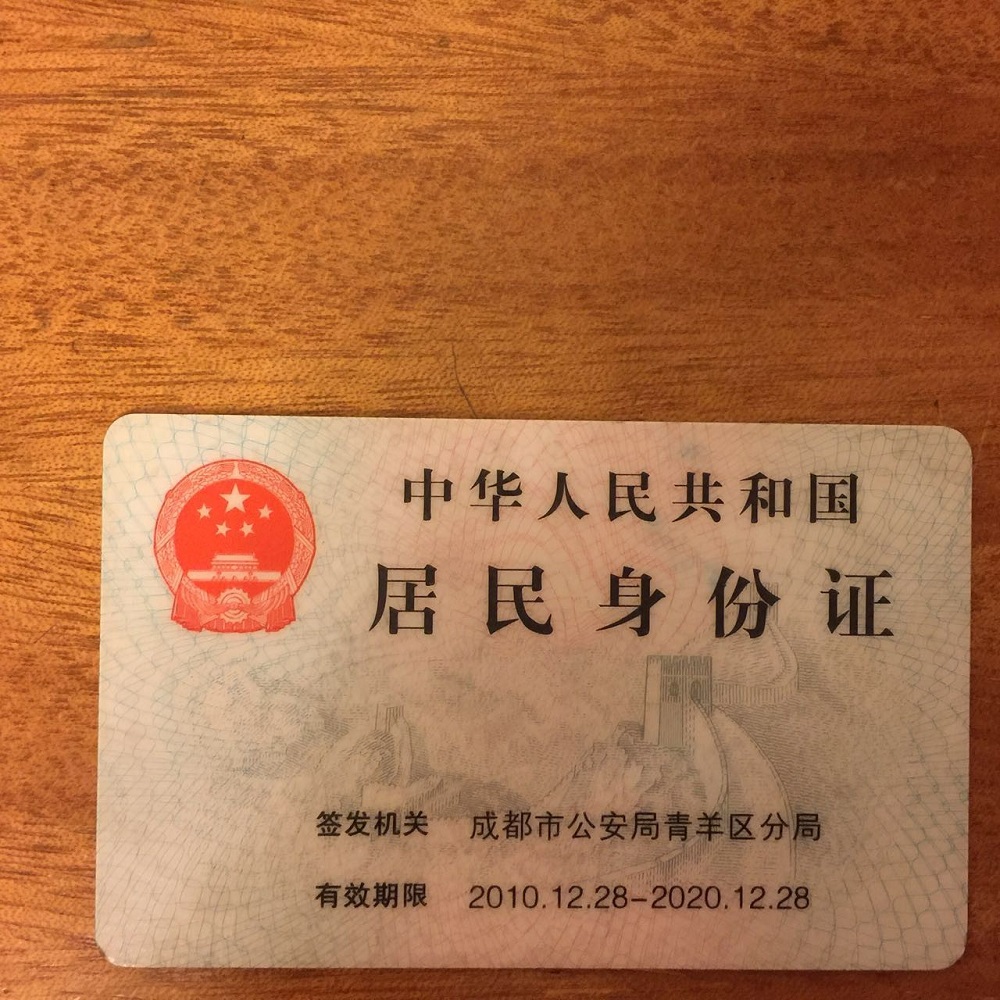 中华人民共和国
居民身份证
签发机关 成都市公安局青羊区分局
有效期限 2010.12.28-2020.12.28